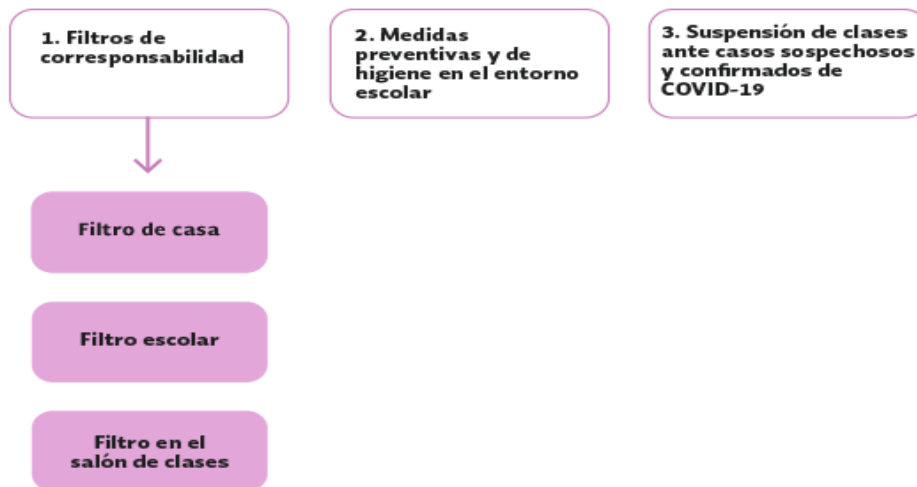 1. Filtros de
corresponsabilidad
2. Medidas
preventivas y de
higiene en el entorno
escolar
3. Suspensión de clases
ante casos sospechosos
y confirmados de
COVID-19
Filtro de casa
Filtro escolar
Filtro en el
salón de clases